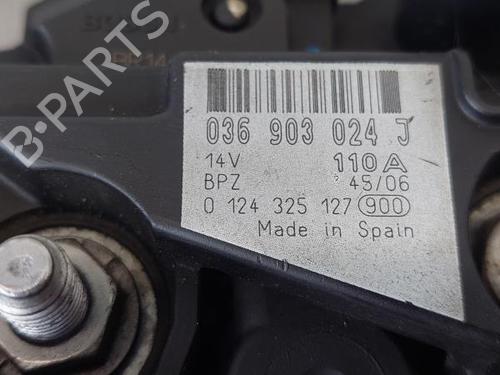 036 903 024 J
14V 110A
BPZ 45/06
0 124 325 127 900
Made in Spain
B-PARTS